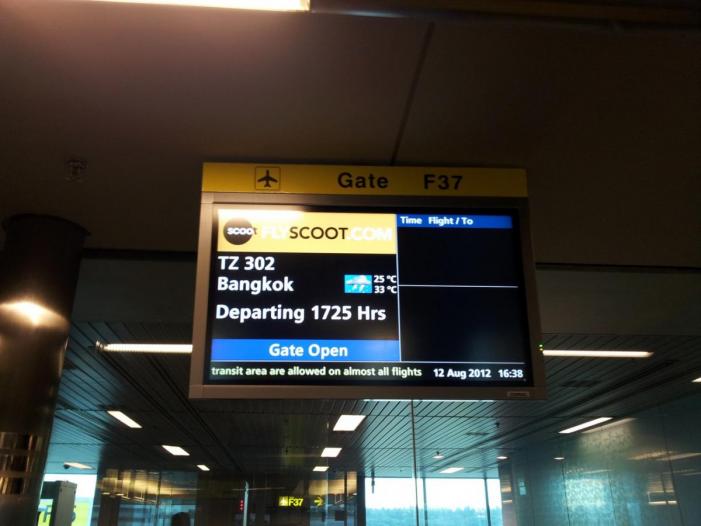 Gate F37
SCOOT FLYSCOOT.COM
Time Flight / To
TZ 302
Bangkok
25 °C
33 °C
Departing 1725 Hrs
Gate Open
transit area are allowed on almost all flights 12 Aug 2012 16:38
F37